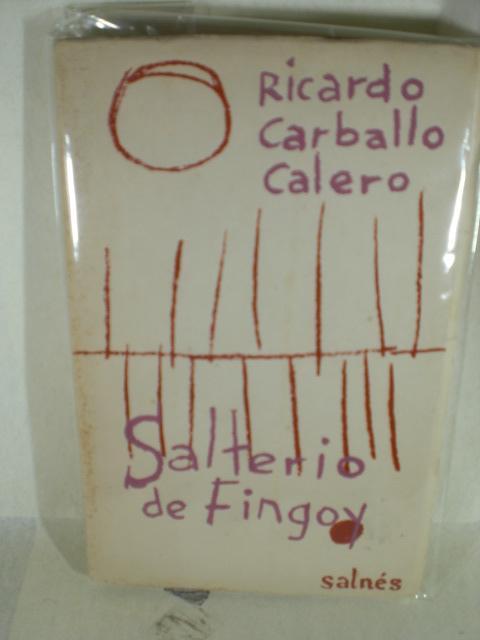 Ricardo
Carballo
Calero
Salterio
de Fingoy
salnés